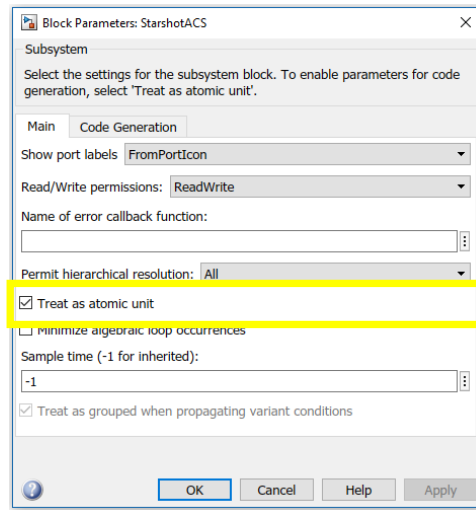 Block Parameters: StarshotACS
Subsystem
Select the settings for the subsystem block. To enable parameters for code
generation, select 'Treat as atomic unit'.
Main Code Generation
Show port labels FromPortIcon
Read/Write permissions: ReadWrite
Name of error callback function:
Permit hierarchical resolution: All
Treat as atomic unit
Minimize algebraic loop occurrences
Sample time (-1 for inherited):
-1
Treat as grouped when propagating variant conditions
OK Cancel Help Apply